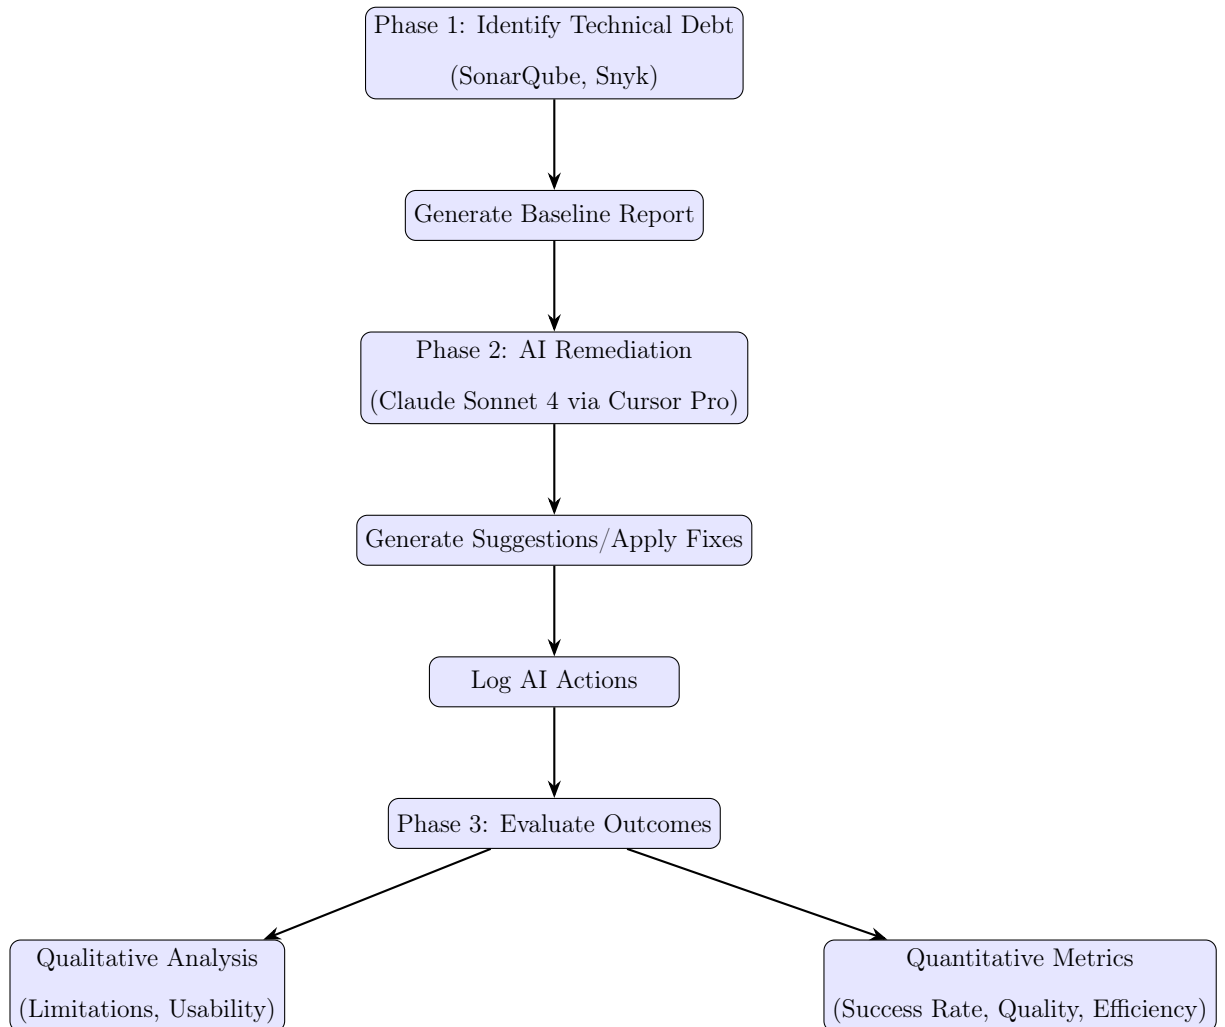 Phase 1: Identify Technical Debt
(SonarQube, Snyk)
Generate Baseline Report
Phase 2: AI Remediation
(Claude Sonnet 4 via Cursor Pro)
Generate Suggestions/Apply Fixes
Log AI Actions
Phase 3: Evaluate Outcomes
Qualitative Analysis
(Limitations, Usability)
Quantitative Metrics
(Success Rate, Quality, Efficiency)